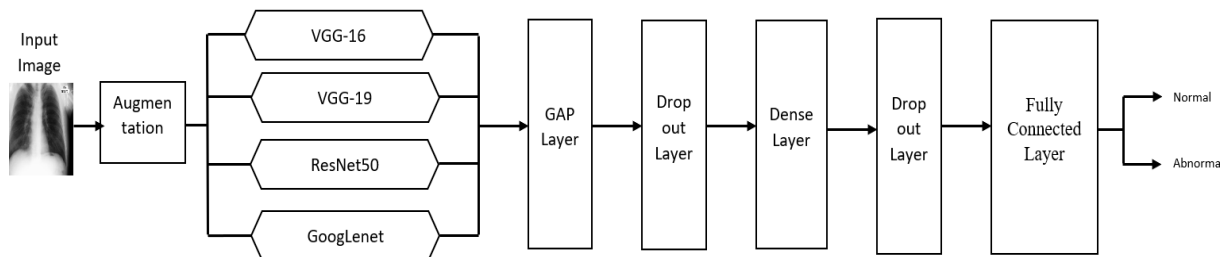 Input
Image
Augmen
tation
VGG-16
VGG-19
ResNet50
GoogLenet
GAP
Layer
Drop
out
Layer
Dense
Layer
Drop
out
Layer
Fully
Connected
Layer
Normal
Abnorma